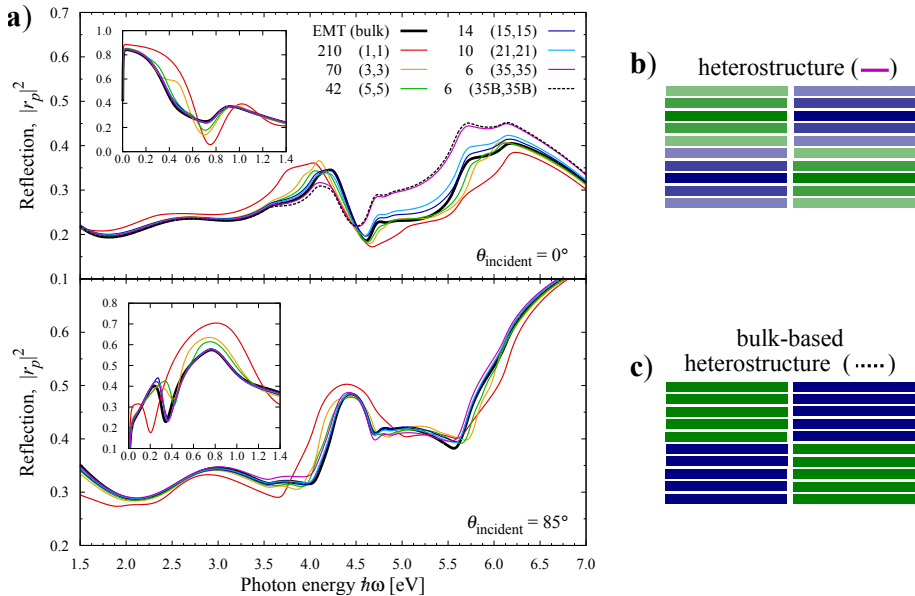 a)
0.7
0.6
0.5
0.4
0.3
0.2
0.1
Reflection, |r_p|^2
1.0
0.8
0.6
0.4
0.2
0.0
0.0 0.2 0.4 0.6 0.8 1.0 1.2 1.4
EMT (bulk) 14 (15,15)
210 (1,1) 10 (21,21)
70 (3,3) 6 (35,35)
42 (5,5) 6 (35B,35B)
θincident = 0°
0.6
0.5
0.4
0.3
0.2
Reflection, |r_p|^2
0.8
0.7
0.6
0.5
0.4
0.3
0.2
0.1
0.0 0.2 0.4 0.6 0.8 1.0 1.2 1.4
θincident = 85°
1.5 2.0 2.5 3.0 3.5 4.0 4.5 5.0 5.5 6.0 6.5 7.0
Photon energy ħω [eV]
b)
heterostructure ( )
c)
bulk-based
heterostructure ( )